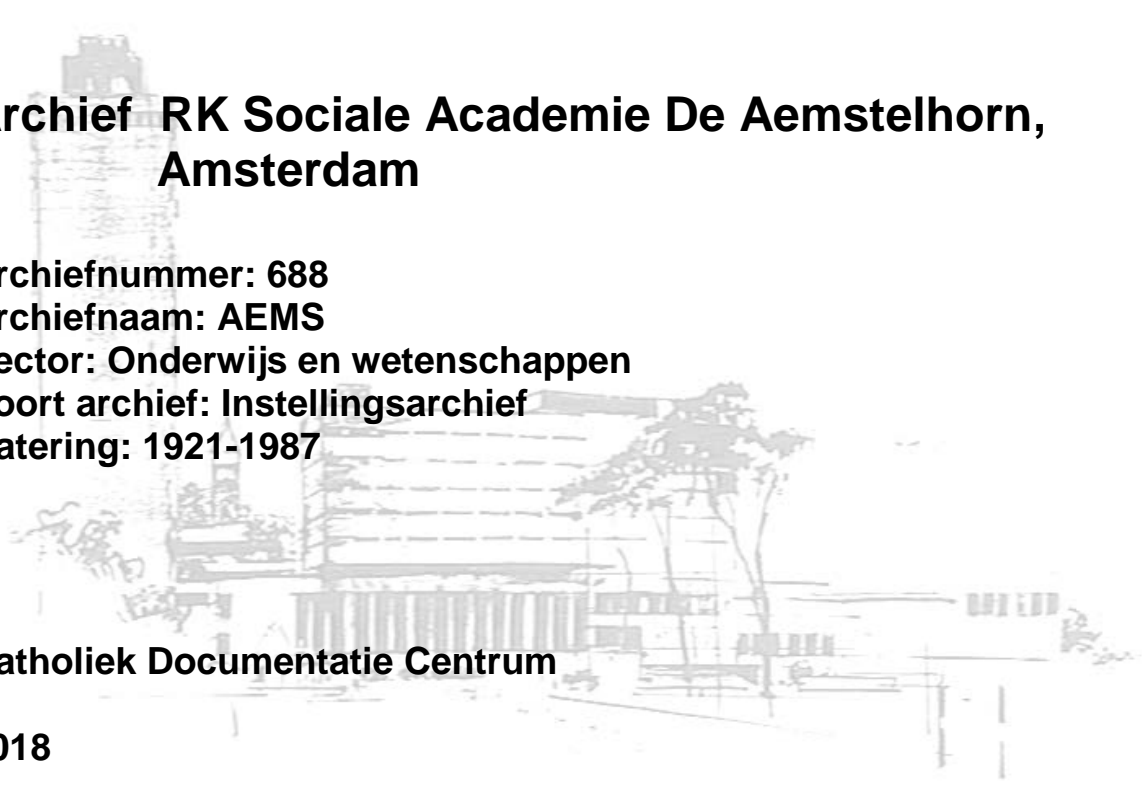 rchief RK Sociale Academie De Aemstelhorn,
Amsterdam
rchiefnummer: 688
rchiefnaam: AEMS
ector: Onderwijs en wetenschappen
oort archief: Instellingsarchief
atering: 1921-1987
atholiek Documentatie Centrum
018